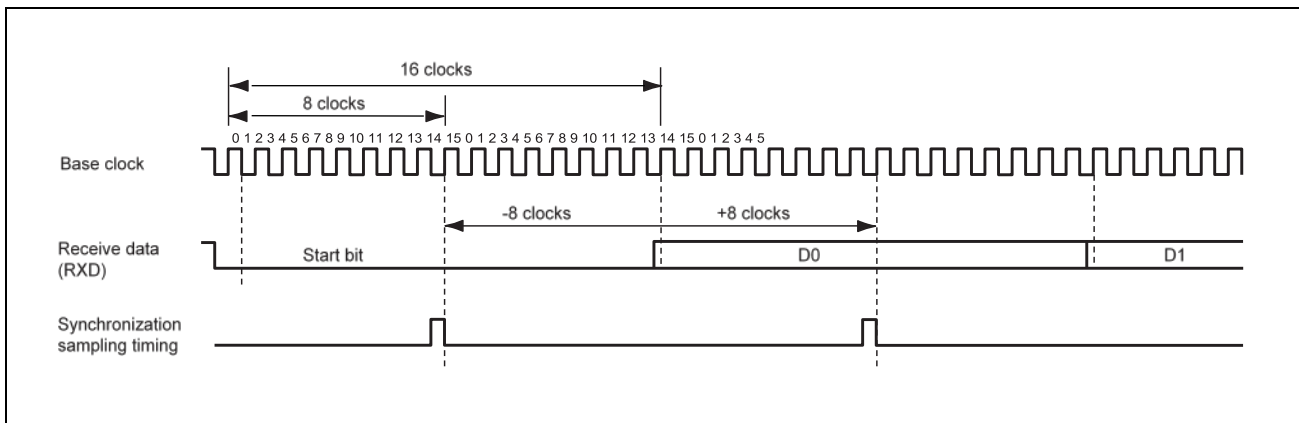 16 clocks
8 clocks
0 1 2 3 4 5 6 7 8 9 10 11 12 13 14 15 0 1 2 3 4 5 6 7 8 9 10 11 12 13 14 15 0 1 2 3 4 5
Base clock
-8 clocks +8 clocks
Receive data
(RXD)
Start bit D0 D1
Synchronization
sampling timing